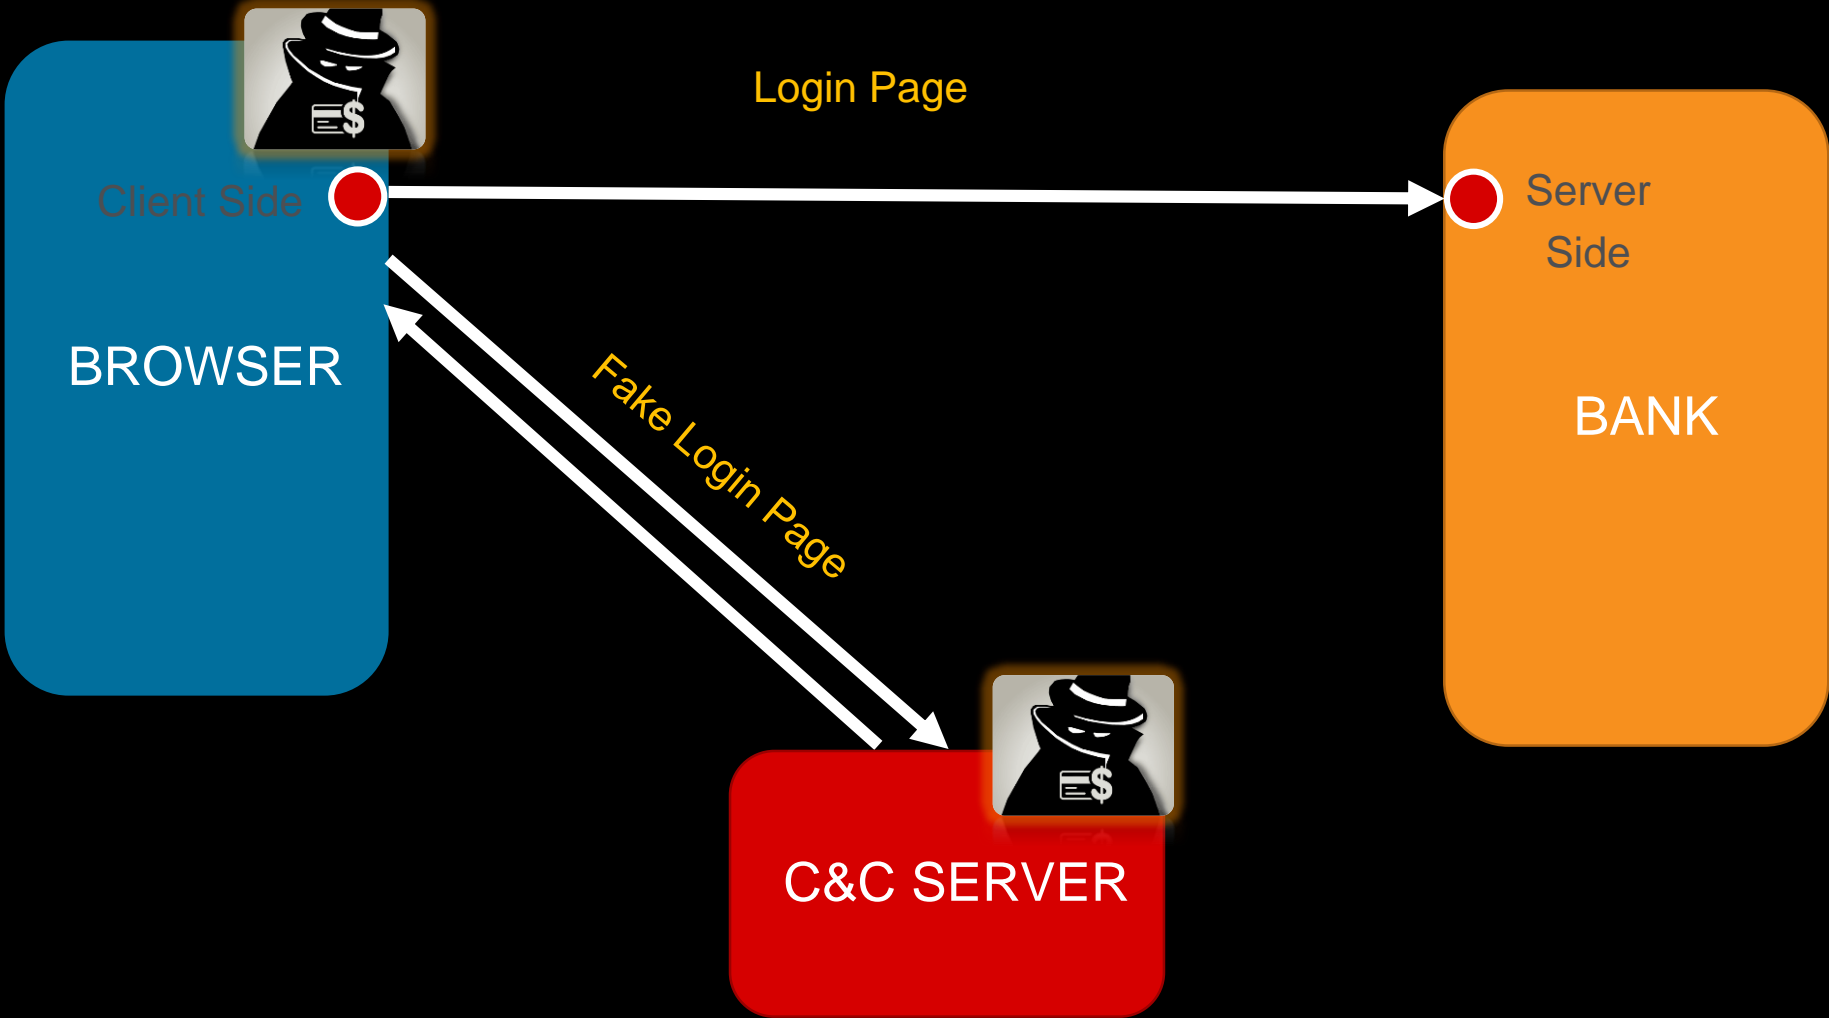 Login Page
Client Side
Server
Side
BROWSER
Fake Login Page
BANK
$
$
C&C SERVER